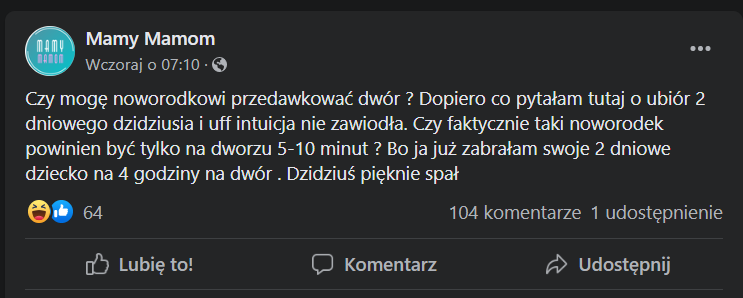 MAMY
MAMOM
Mamy Mamom
Wczoraj o 07:10 ·
Czy mogę noworodkowi przedawkować dwór ? Dopiero co pytałam tutaj o ubiór 2
dniowego dzidziusia i uff intuicja nie zawiodła. Czy faktycznie taki noworodek
powinien być tylko na dworzu 5-10 minut ? Bo ja już zabrałam swoje 2 dniowe
dziecko na 4 godziny na dwór . Dzidziuś pięknie spał
64
104 komentarze 1 udostępnienie
Lubię to!
Komentarz
Udostępnij